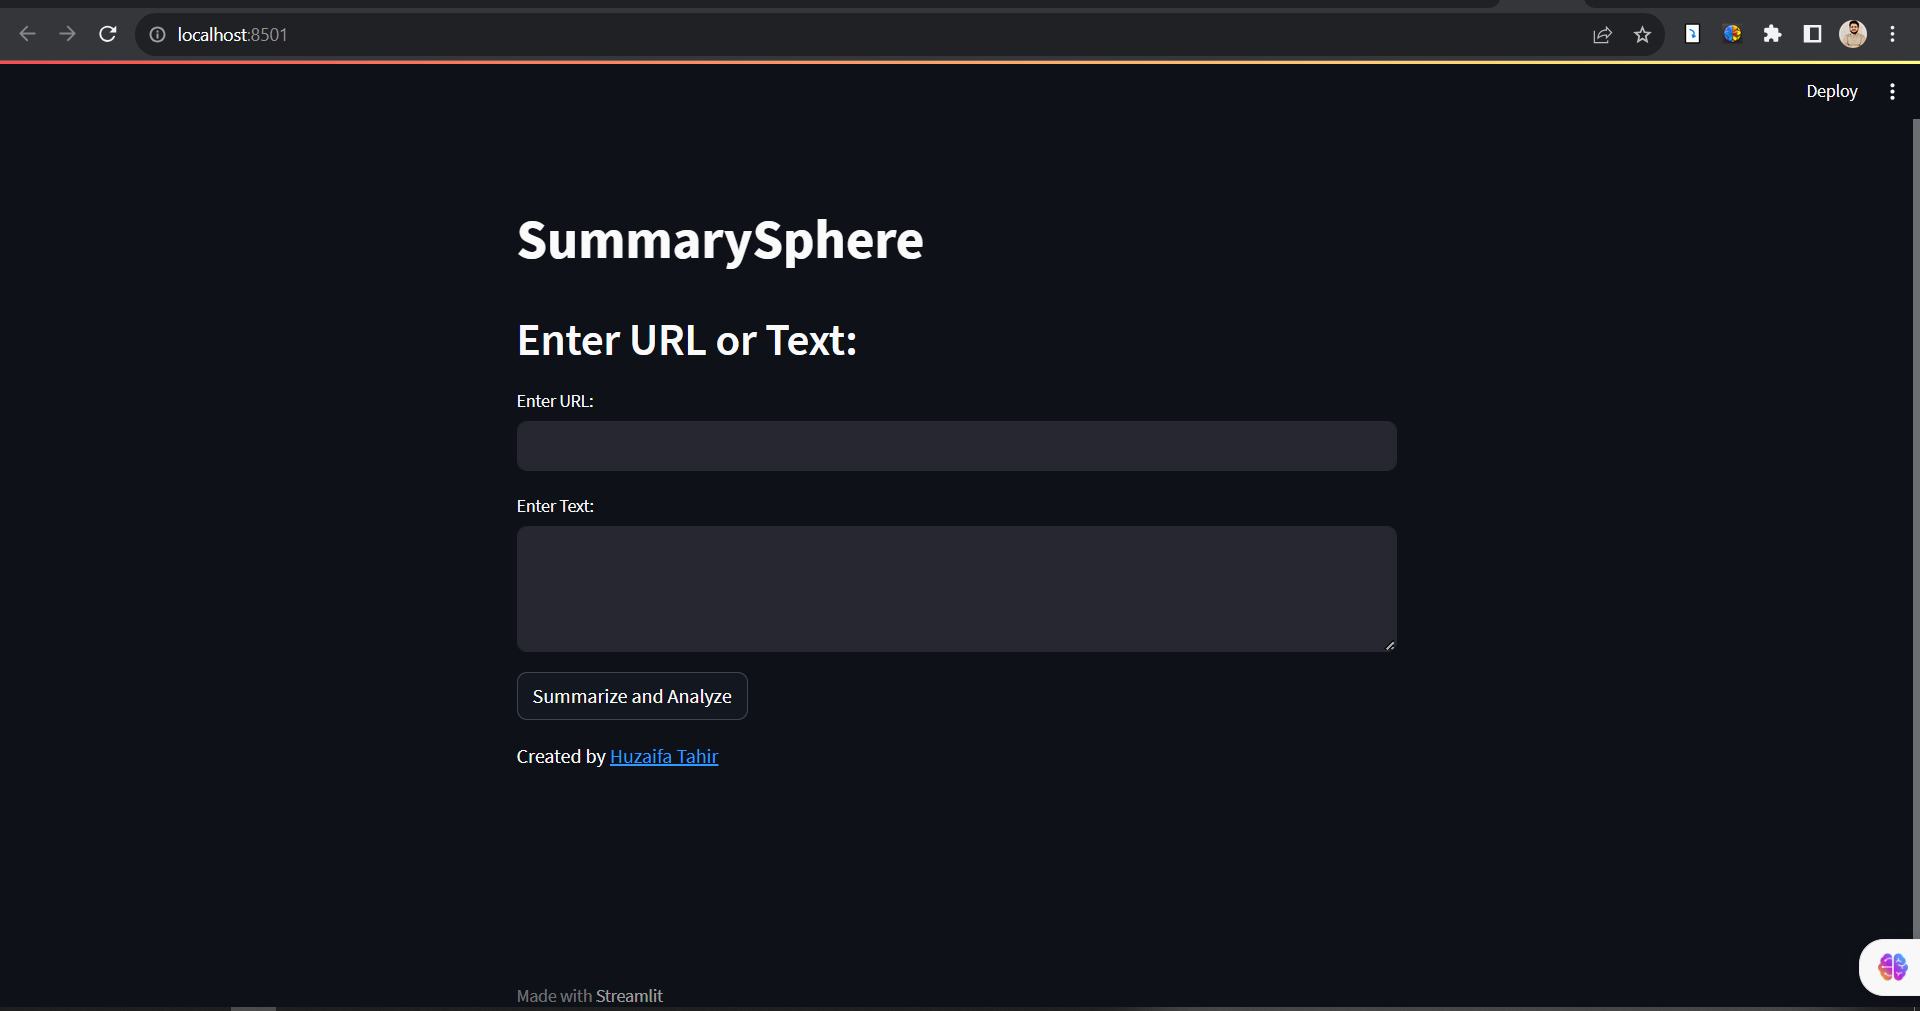 localhost:8501
Deploy
SummarySphere
Enter URL or Text:
Enter URL:
Enter Text:
Summarize and Analyze
Created by Huzaifa Tahir
Made with Streamlit